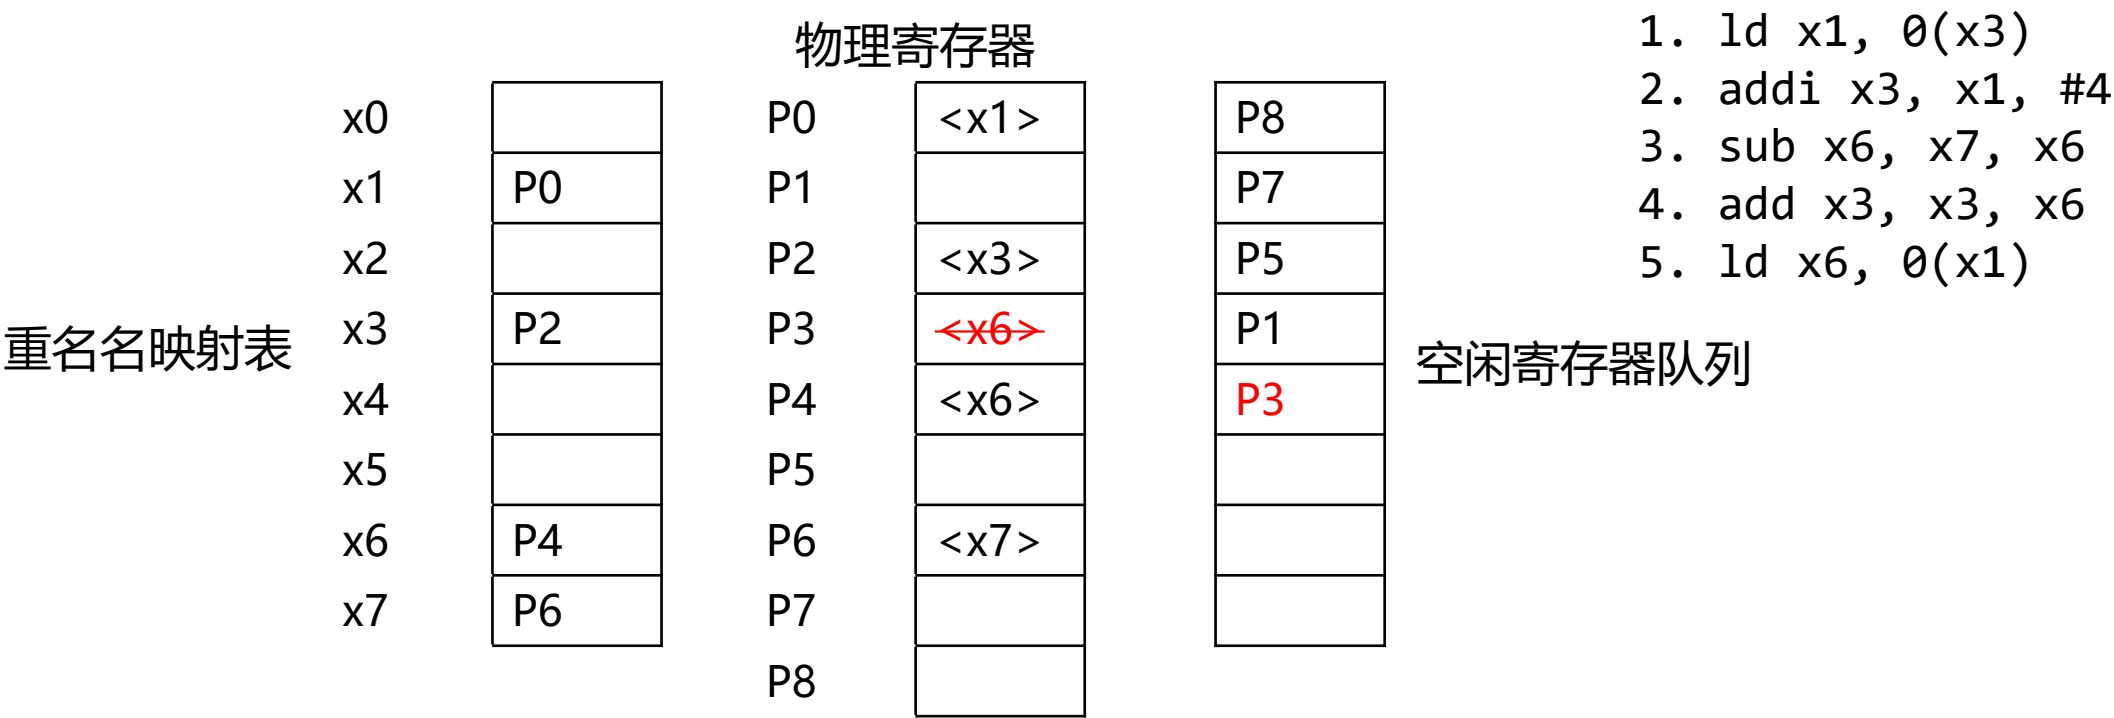 物理寄存器
1. ld x1, 0(x3)
2. addi x3, x1, #4
3. sub x6, x7, x6
4. add x3, x3, x6
5. ld x6, 0(x1)
x0 P0 <x1> P8
x1 P0 P1 P7
x2 P2 <x3> P5
x3 P2 P3 <x6> P1
x4 P4 <x6> P3
x5 P5
x6 P4 P6 <x7>
x7 P6 P7
P8
重名名映射表
空闲寄存器队列